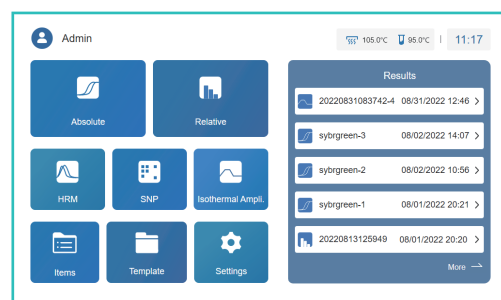 Admin
105.0°C 95.0°C 11:17
Absolute
Relative
HRM
SNP
Isothermal Ampli.
Items
Template
Settings
Results
20220831083742-4 08/31/2022 12:46
sybrgreen-3 08/02/2022 14:07
sybrgreen-2 08/02/2022 10:56
sybrgreen-1 08/01/2022 20:21
20220813125949 08/01/2022 20:20
More